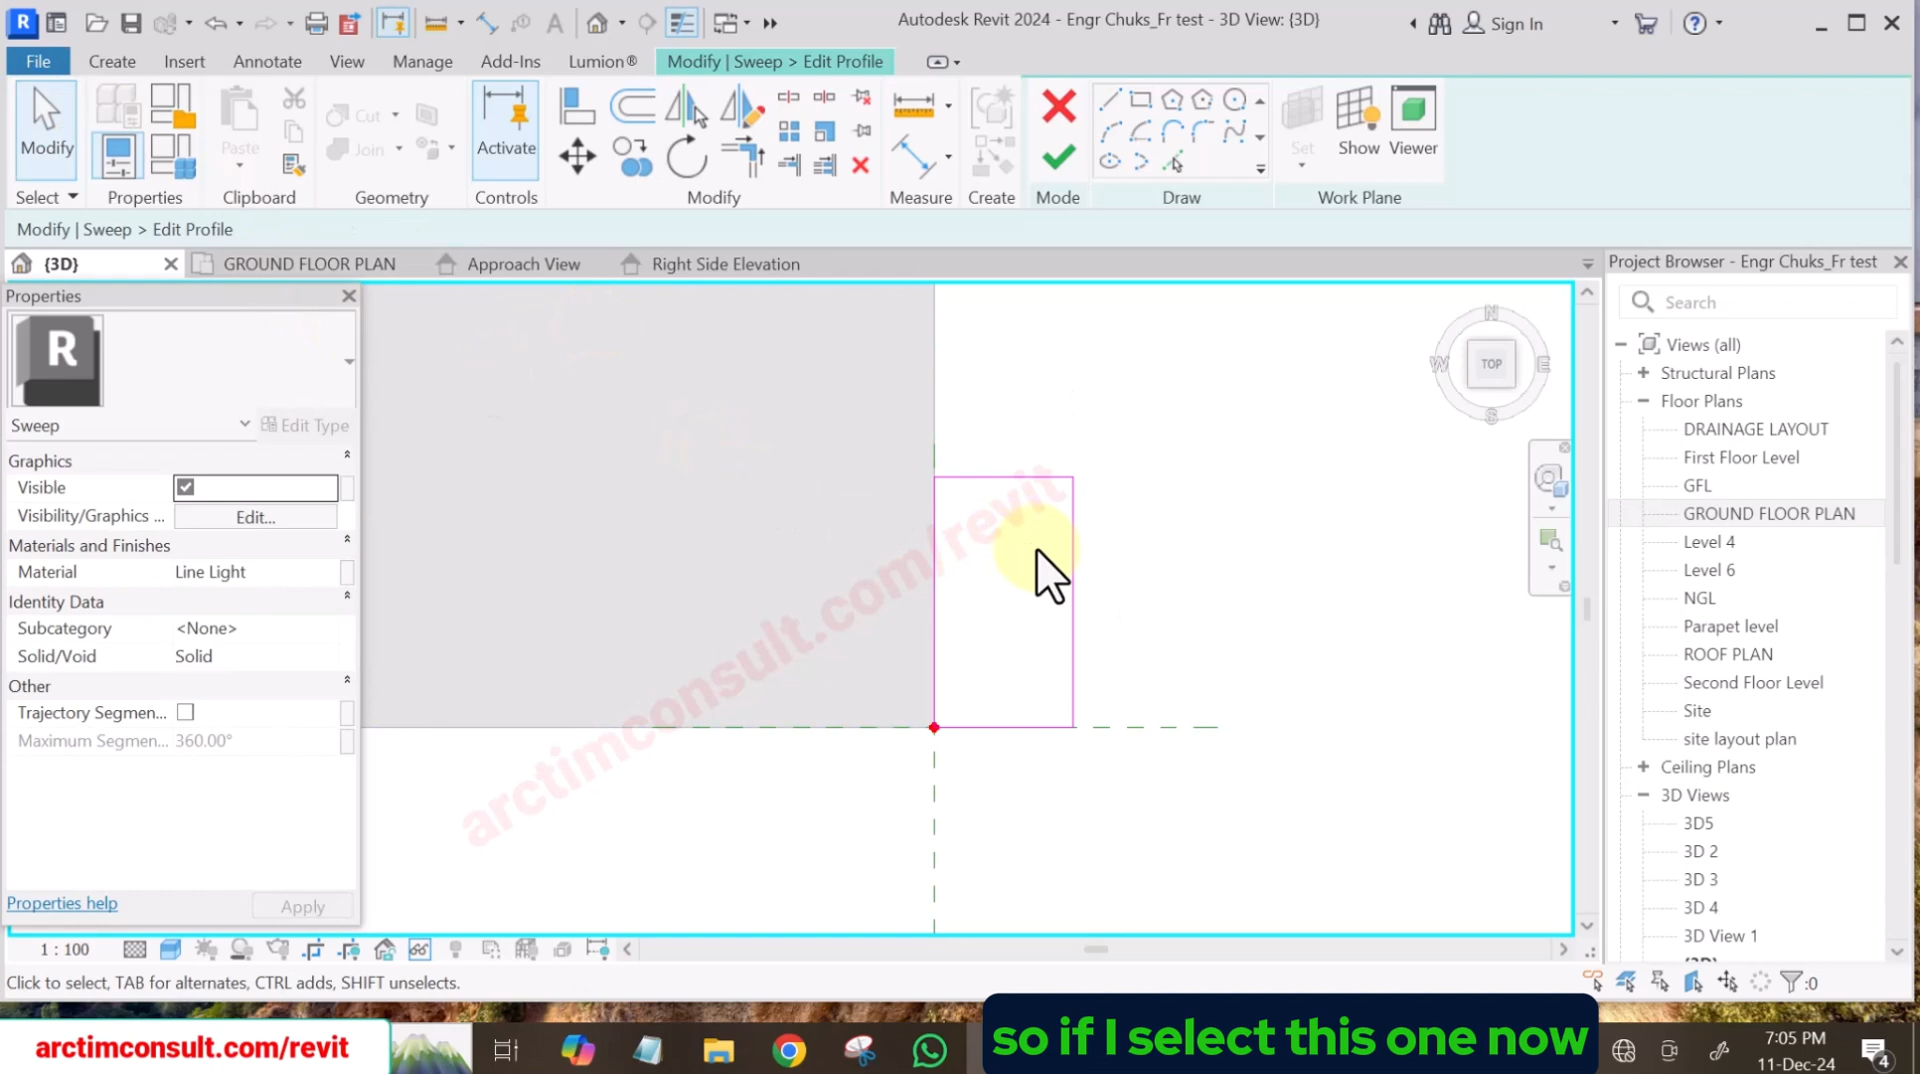 Autodesk Revit 2024 - Engr Chuks_Fr test - 3D View: {3D}
Sign In
File
Create
Insert
Annotate
View
Manage
Add-Ins
Lumion®
Modify | Sweep > Edit Profile
Modify
Paste
Cut
Join
Activate
Set
Show
Viewer
Select
Properties
Clipboard
Geometry
Controls
Modify
Measure
Create
Mode
Draw
Work Plane
Modify | Sweep > Edit Profile
{3D}
GROUND FLOOR PLAN
Approach View
Right Side Elevation
Project Browser - Engr Chuks_Fr test
Properties
R
Sweep
Edit Type
Graphics
Visible
Visibility/Graphics ...
Edit...
Materials and Finishes
Material
Line Light
Identity Data
Subcategory
<None>
Solid/Void
Solid
Other
Trajectory Segmen...
Maximum Segmen...
360.00°
Properties help
Apply
arctimconsult.com/revit
N
W
TOP
E
S
Search
Views (all)
Structural Plans
Floor Plans
DRAINAGE LAYOUT
First Floor Level
GFL
GROUND FLOOR PLAN
Level 4
Level 6
NGL
Parapet level
ROOF PLAN
Second Floor Level
Site
site layout plan
Ceiling Plans
3D Views
3D5
3D 2
3D 3
3D 4
3D View 1
1 : 100
Click to select, TAB for alternates, CTRL adds, SHIFT unselects.
:0
arctimconsult.com/revit
so if I select this one now
7:05 PM
11-Dec-24
4